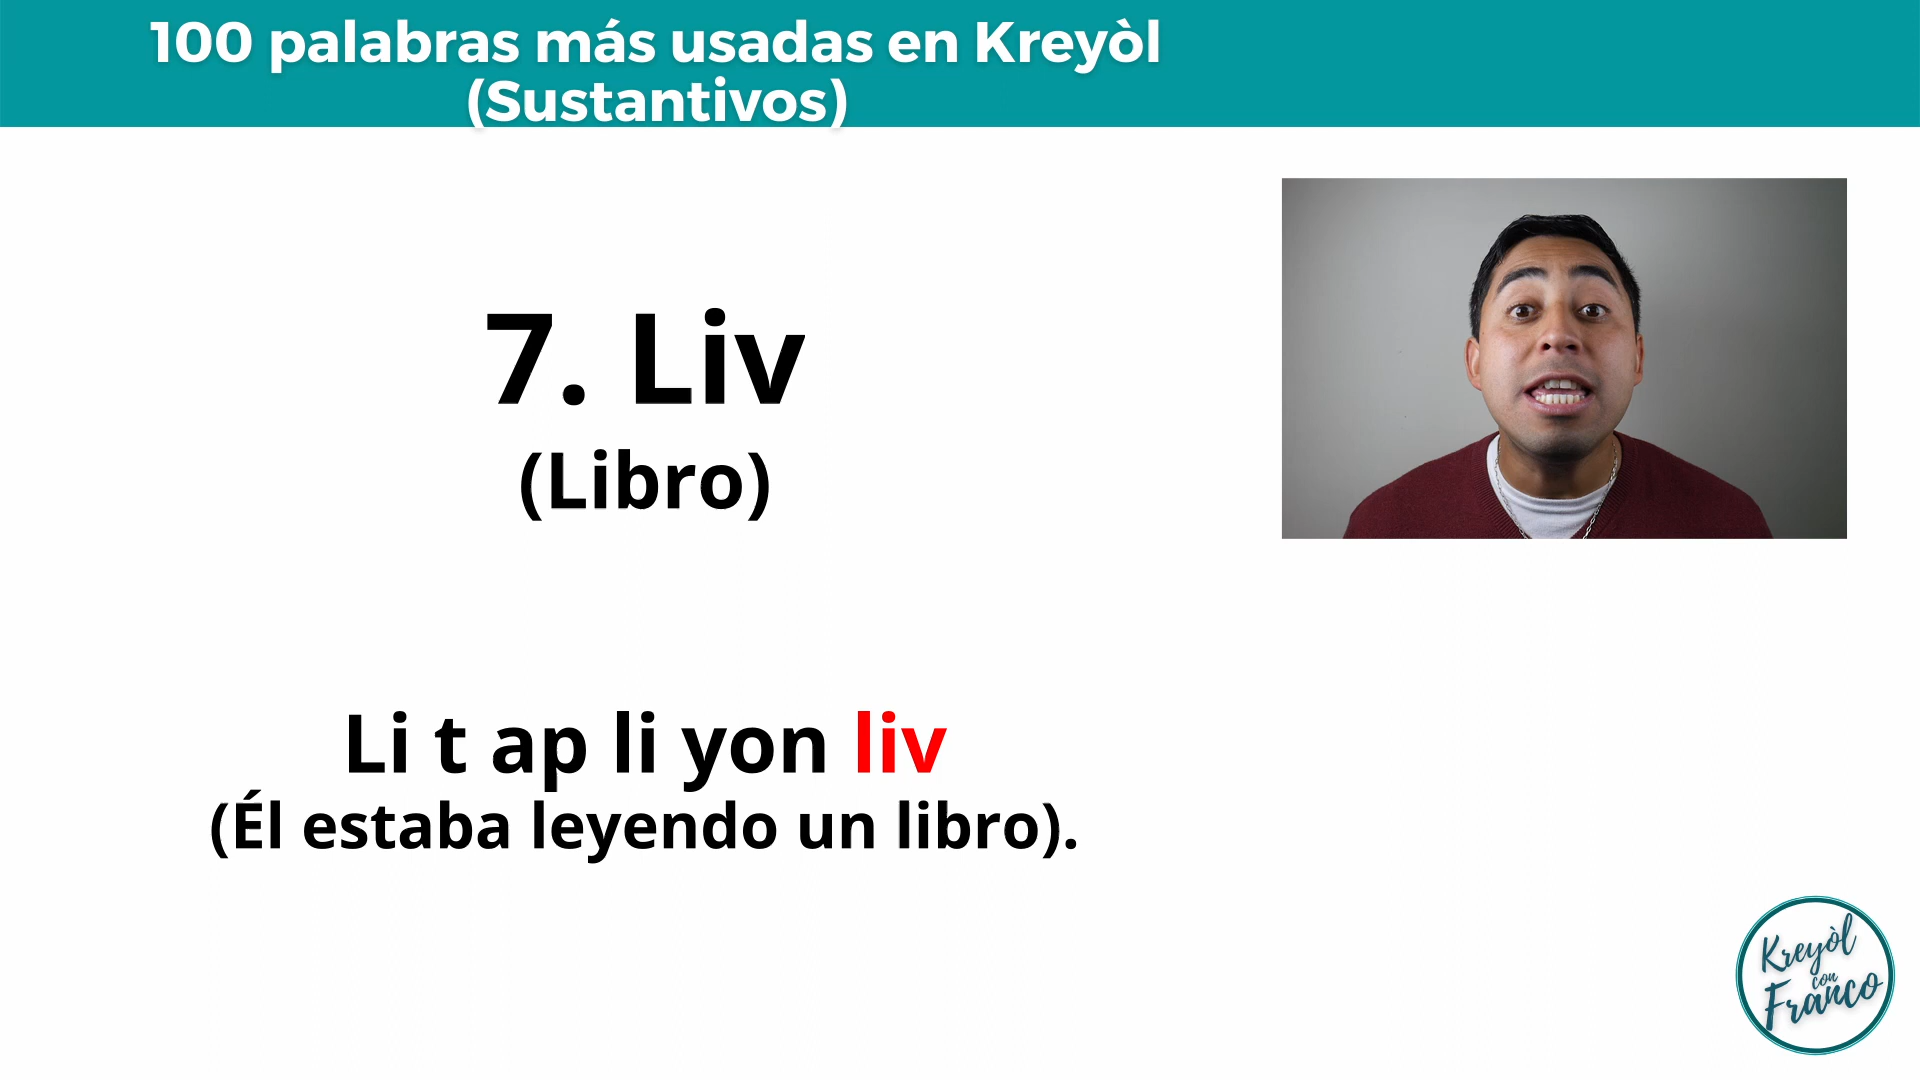 100 palabras más usadas en Kreyòl
(Sustantivos)
7. Liv
(Libro)
Li t ap li yon liv
(Él estaba leyendo un libro).
Kreyòl
con
Franco